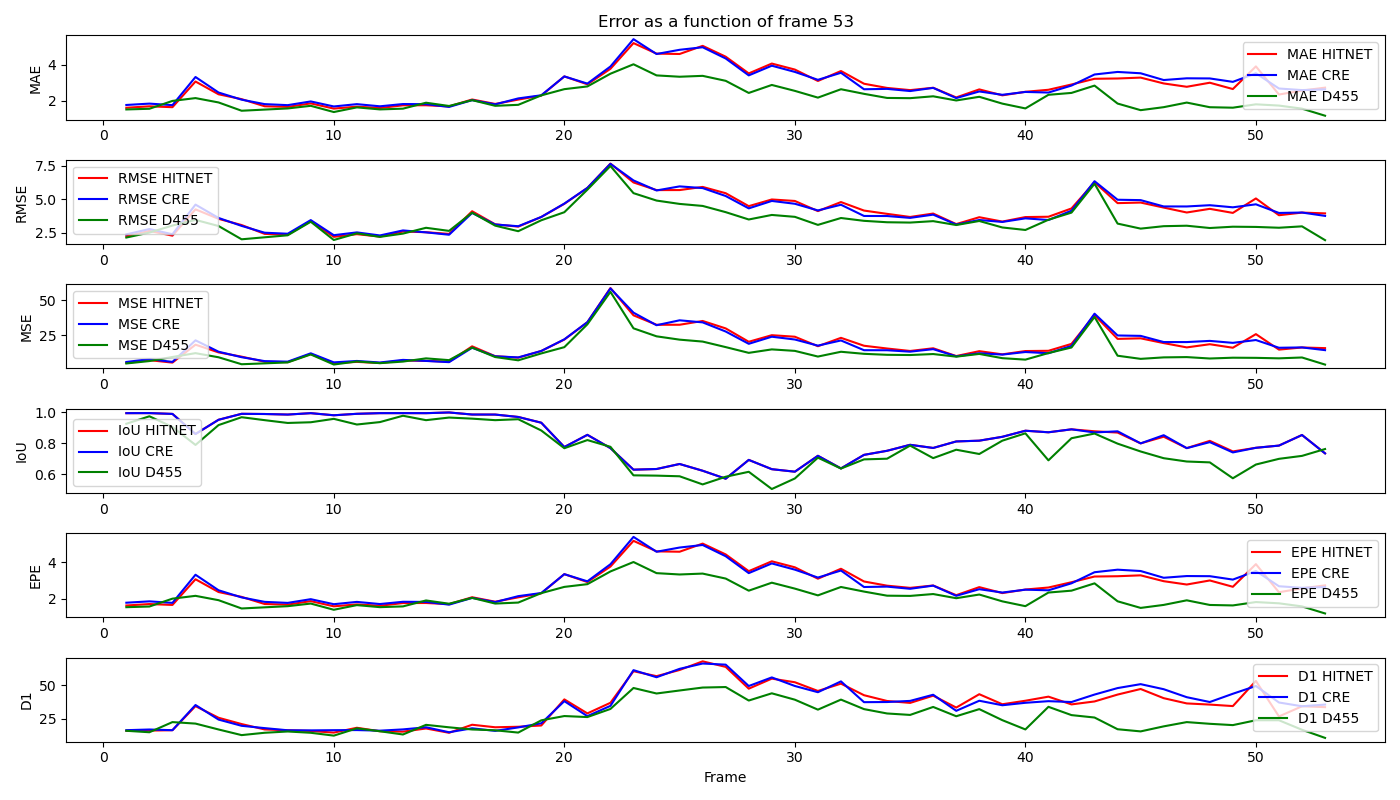 Error as a function of frame 53
MAE
4
2
MAE HITNET
MAE CRE
MAE D455
0 10 20 30 40 50
RMSE
7.5
5.0
2.5
RMSE HITNET
RMSE CRE
RMSE D455
0 10 20 30 40 50
MSE
50
25
MSE HITNET
MSE CRE
MSE D455
0 10 20 30 40 50
IoU
1.0
0.8
0.6
IoU HITNET
IoU CRE
IoU D455
0 10 20 30 40 50
EPE
4
2
EPE HITNET
EPE CRE
EPE D455
0 10 20 30 40 50
D1
50
25
D1 HITNET
D1 CRE
D1 D455
0 10 20 30 40 50
Frame